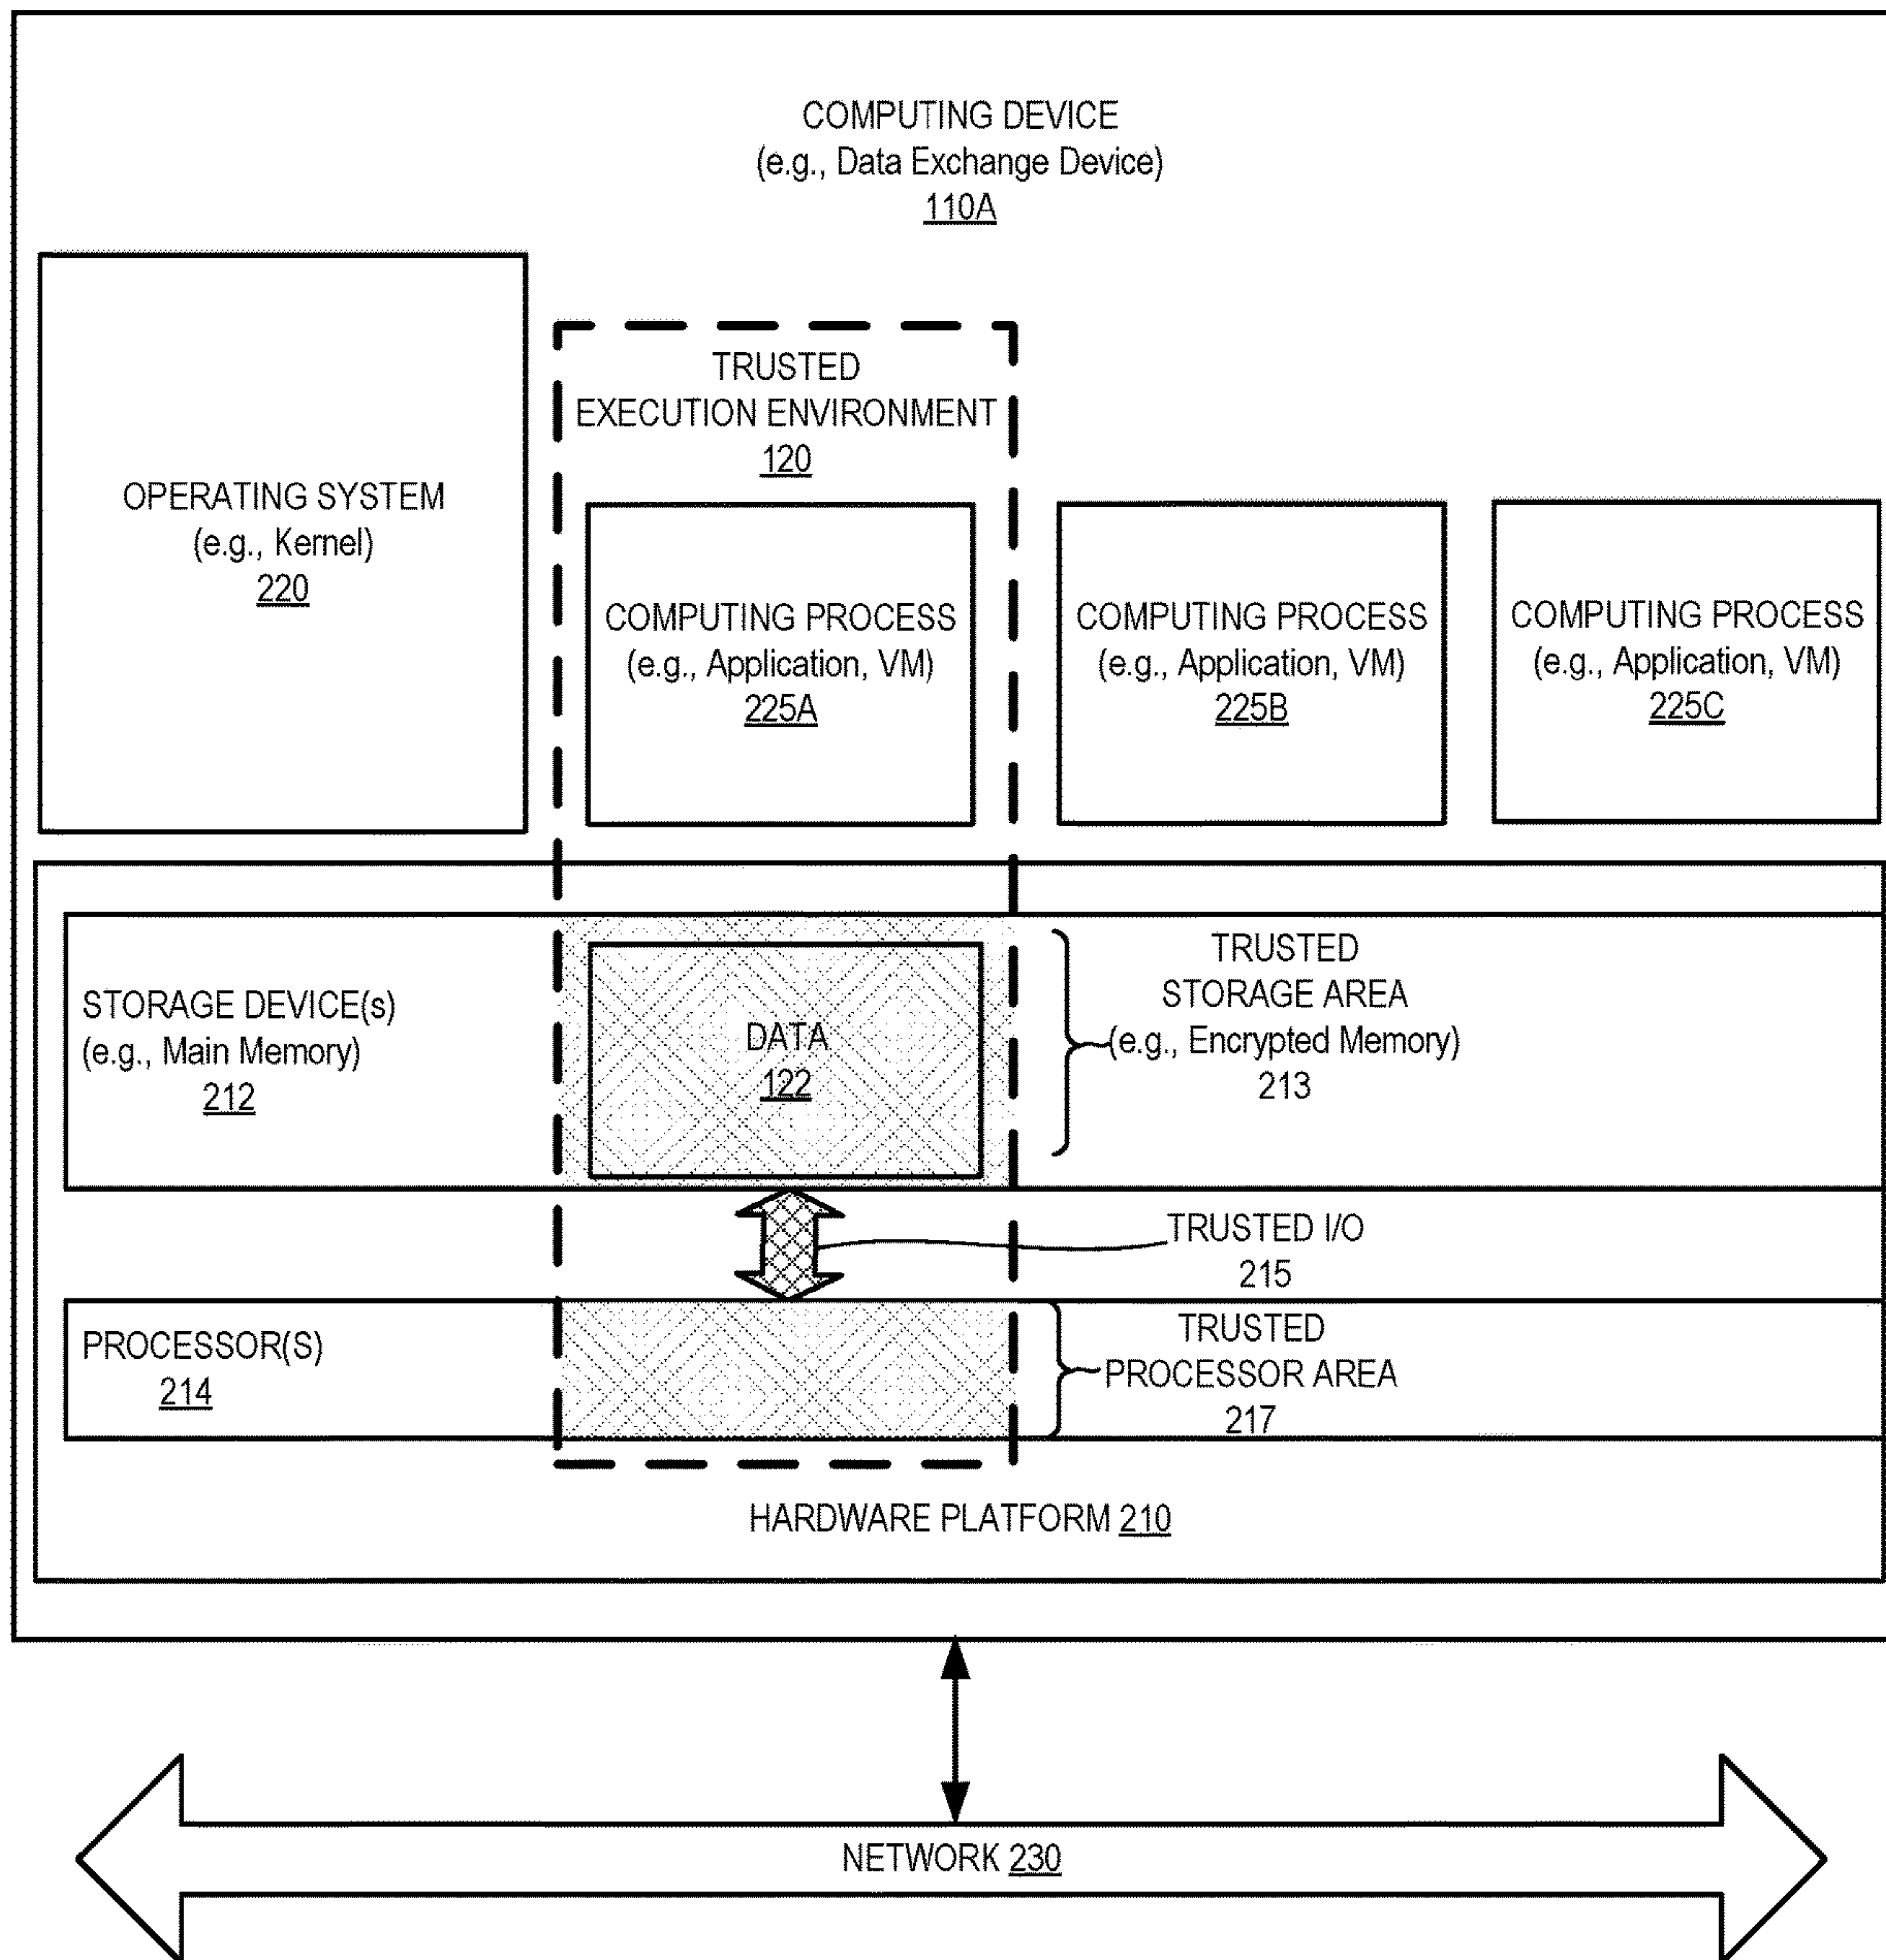 COMPUTING DEVICE
(e.g., Data Exchange Device)
110A
TRUSTED
EXECUTION ENVIRONMENT
120
OPERATING SYSTEM
(e.g., Kernel)
220
COMPUTING PROCESS
(e.g., Application, VM)
225A
COMPUTING PROCESS
(e.g., Application, VM)
225B
COMPUTING PROCESS
(e.g., Application, VM)
225C
STORAGE DEVICE(s)
(e.g., Main Memory)
212
DATA
122
TRUSTED
STORAGE AREA
(e.g., Encrypted Memory)
213
TRUSTED I/O
215
PROCESSOR(S)
214
TRUSTED
PROCESSOR AREA
217
HARDWARE PLATFORM 210
NETWORK 230